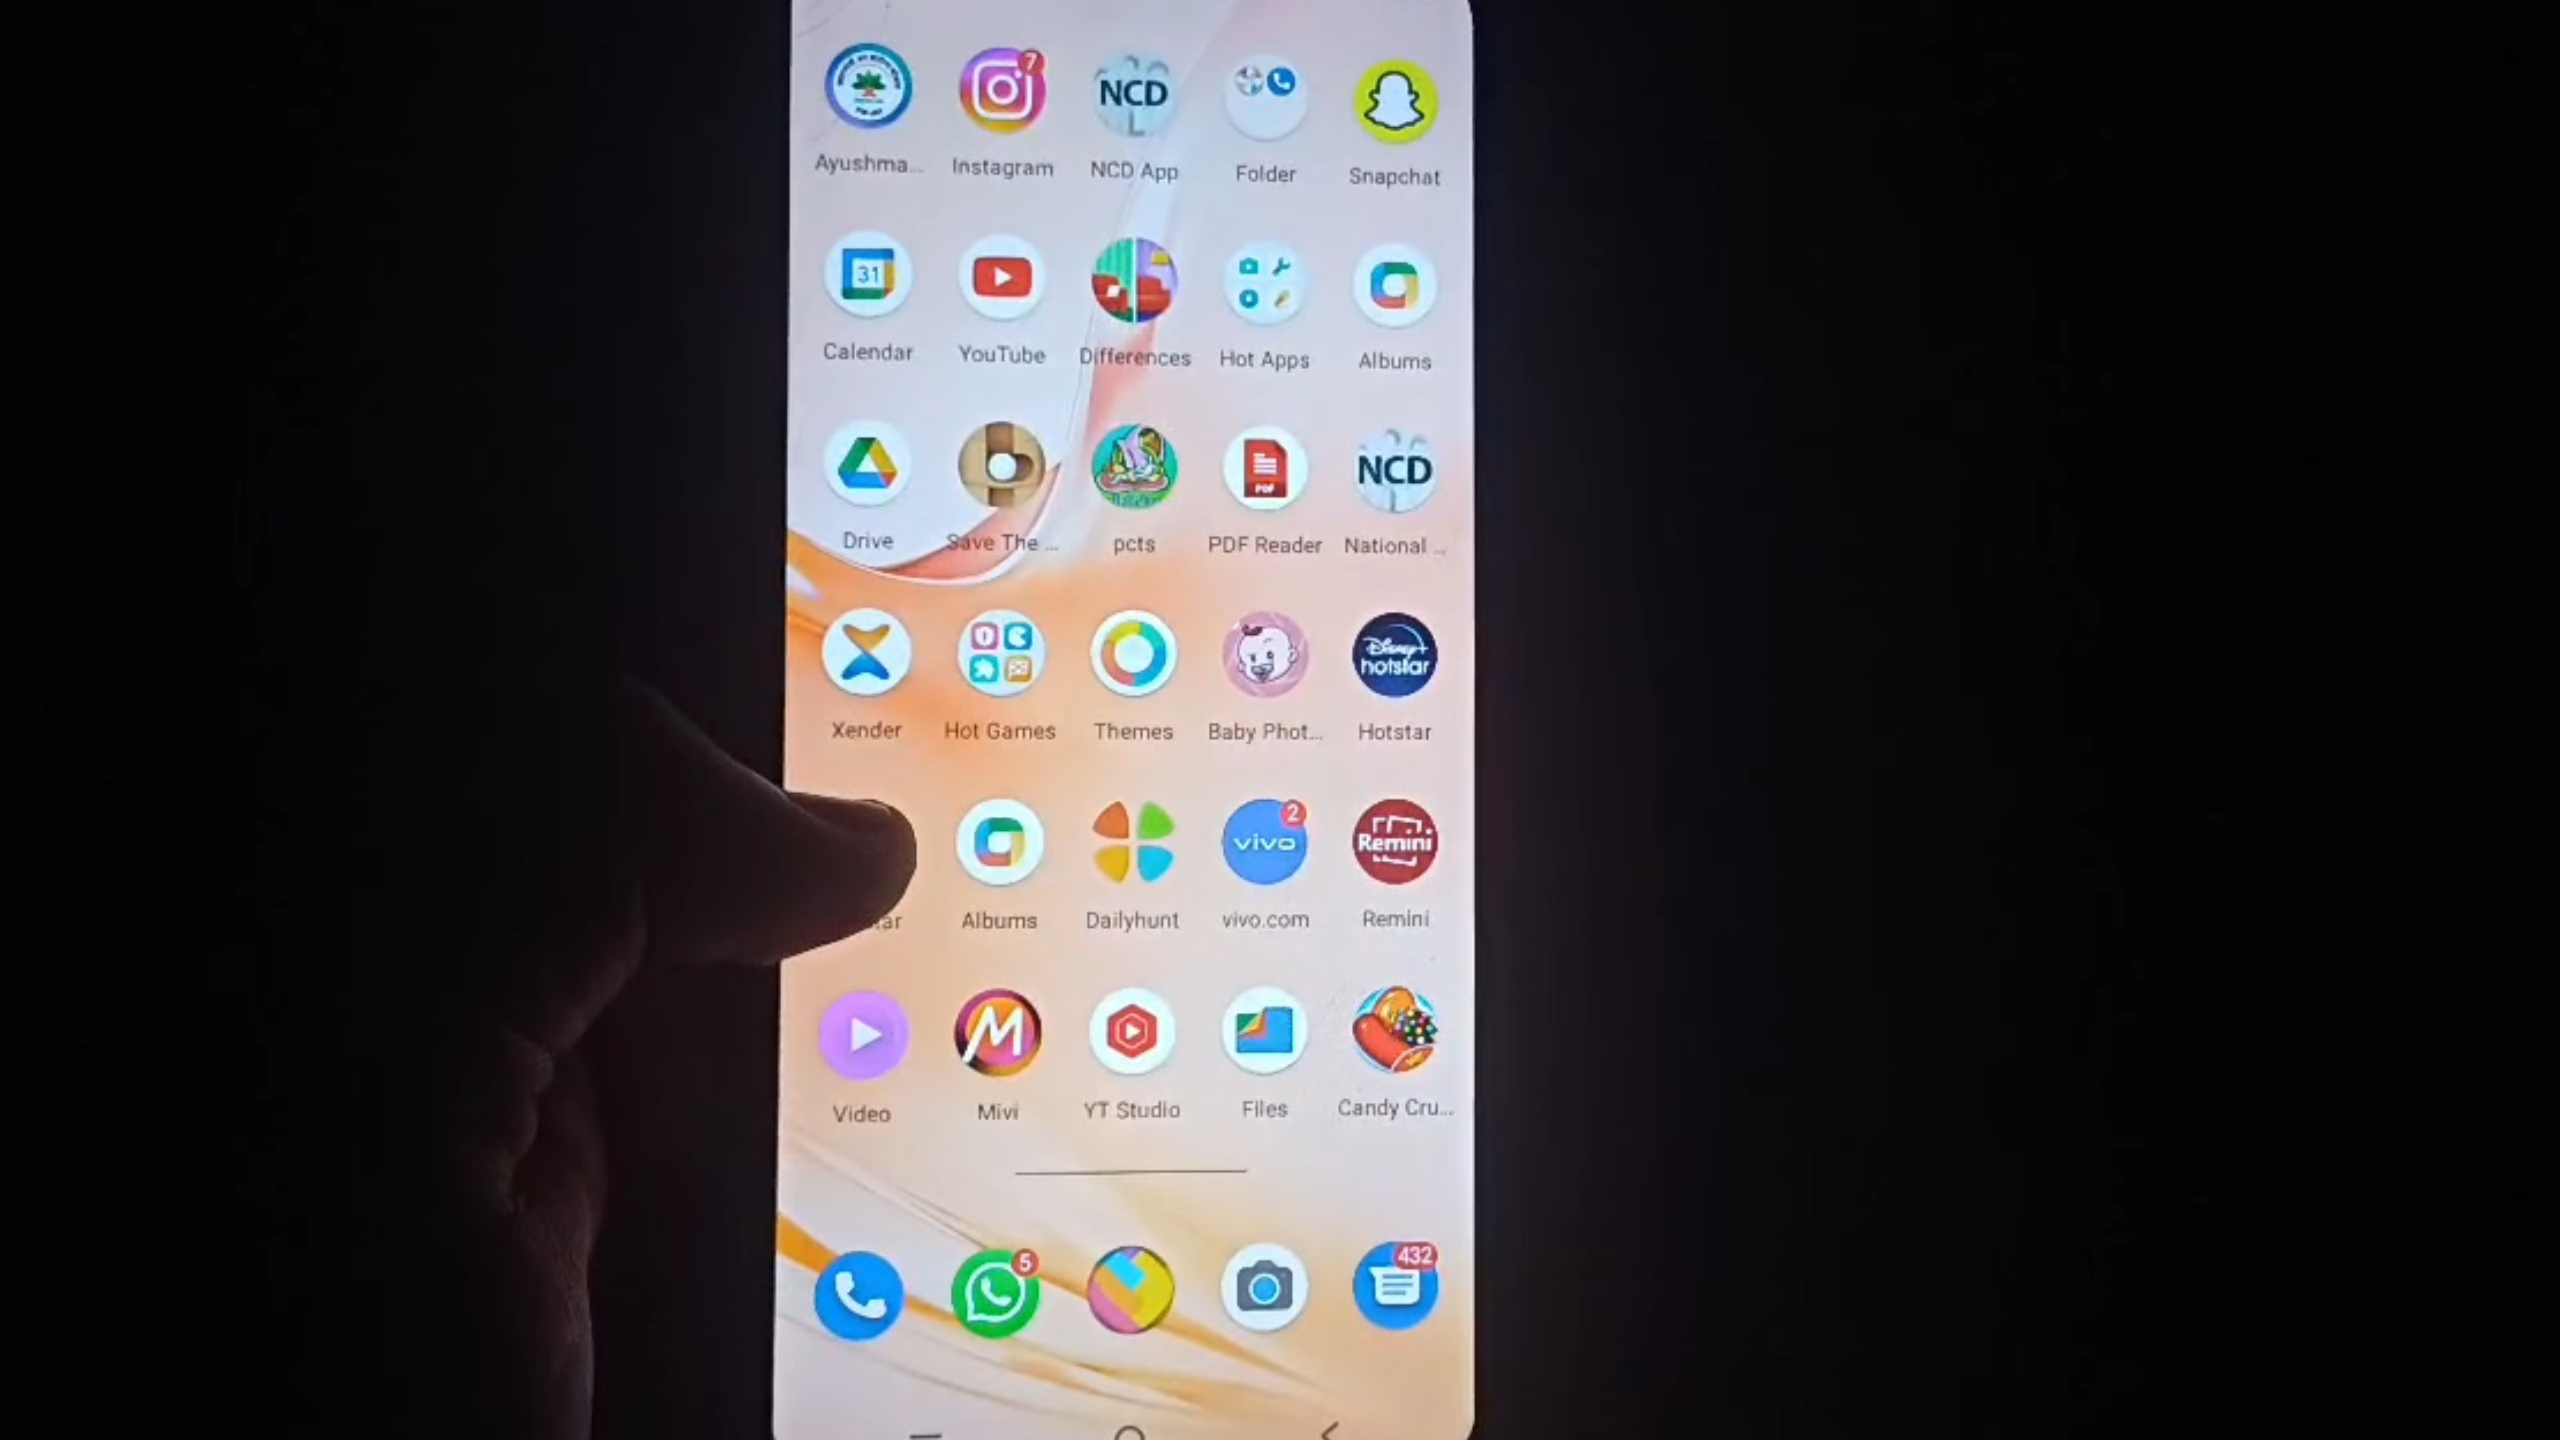 7
NCD
L
Ayushma...
Instagram
NCD App
Folder
Snapchat
31
Calendar
YouTube
Differences
Hot Apps
Albums
PDF
NCD
Drive
Save The ...
pcts
PDF Reader
National ...
Disney+
hotstar
Xender
Hot Games
Themes
Baby Phot...
Hotstar
vivo
2
Remini
Albums
Dailyhunt
vivo.com
Remini
M
Video
Mivi
YT Studio
Files
Candy Cru...
5
432